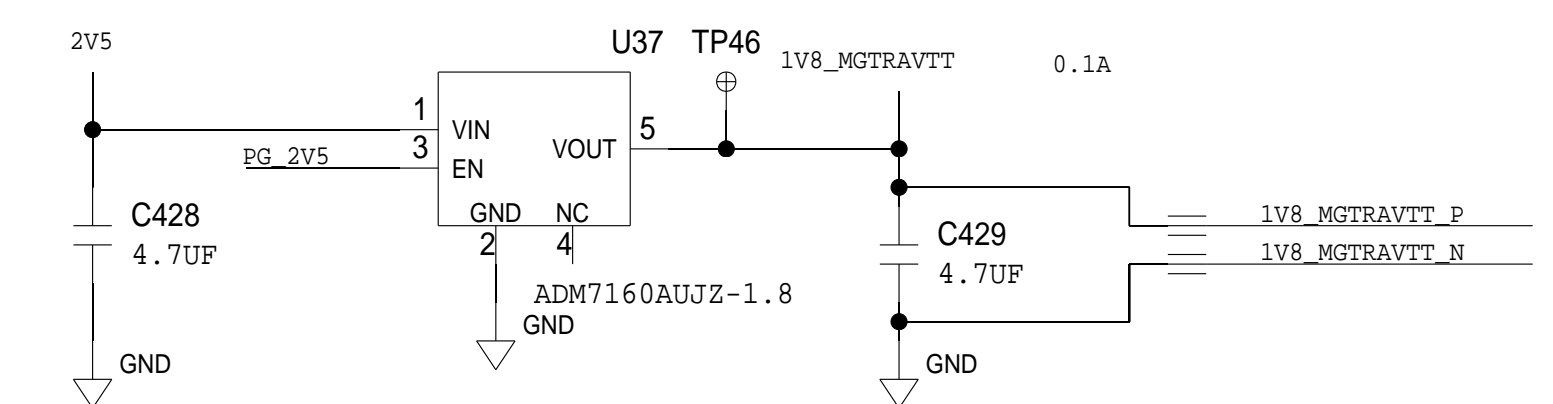 2V5
U37 TP46
1V8_MGTRAVTT 0.1A
1
VIN
5
VOUT
PG_2V5
3
EN
GND NC
2 4
C428
4.7UF
ADM7160AUJZ-1.8
GND
GND
C429
4.7UF
GND
1V8_MGTRAVTT_P
1V8_MGTRAVTT_N